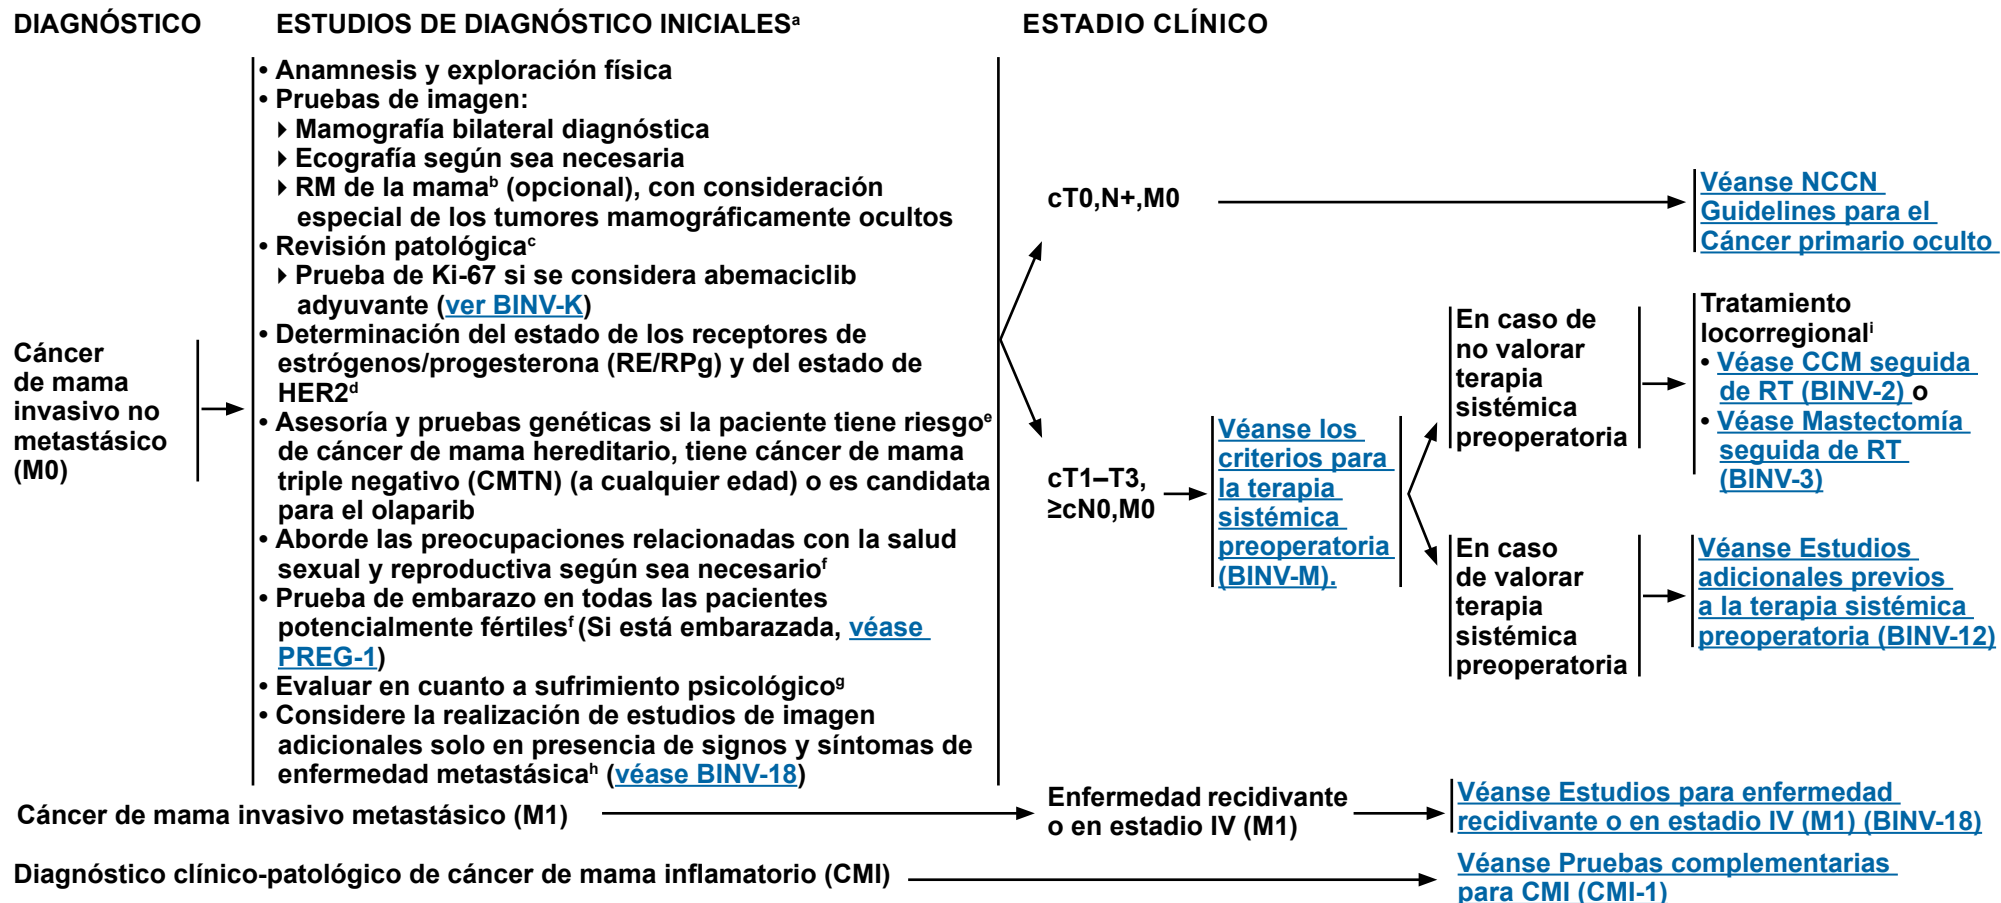 DIAGNÓSTICO
ESTUDIOS DE DIAGNÓSTICO INICIALESᵃ
ESTADIO CLÍNICO
Cáncer
de mama
invasivo no
metastásico
(M0)
• Anamnesis y exploración física
• Pruebas de imagen:
Mamografía bilateral diagnóstica
Ecografía según sea necesaria
RM de la mamaᵇ (opcional), con consideración
especial de los tumores mamográficamente ocultos
• Revisión patológicaᶜ
Prueba de Ki-67 si se considera abemaciclib
adyuvante (ver BINV-K)
• Determinación del estado de los receptores de
estrógenos/progesterona (RE/RPg) y del estado de
HER2ᵈ
• Asesoría y pruebas genéticas si la paciente tiene riesgoᵉ
de cáncer de mama hereditario, tiene cáncer de mama
triple negativo (CMTN) (a cualquier edad) o es candidata
para el olaparib
• Aborde las preocupaciones relacionadas con la salud
sexual y reproductiva según sea necesarioᶠ
• Prueba de embarazo en todas las pacientes
potencialmente fértilesᶠ (Si está embarazada, véase
PREG-1)
• Evaluar en cuanto a sufrimiento psicológicoᵍ
• Considere la realización de estudios de imagen
adicionales solo en presencia de signos y síntomas de
enfermedad metastásicaʰ (véase BINV-18)
cT0,N+,M0
Véanse NCCN
Guidelines para el
Cáncer primario oculto
cT1–T3,
≥cN0,M0
Véanse los
criterios para
la terapia
sistémica
preoperatoria
(BINV-M).
En caso de
no valorar
terapia
sistémica
preoperatoria
Tratamiento
locorregionalⁱ
• Véase CCM seguida
de RT (BINV-2) o
• Véase Mastectomía
seguida de RT
(BINV-3)
En caso
de valorar
terapia
sistémica
preoperatoria
Véanse Estudios
adicionales previos
a la terapia sistémica
preoperatoria (BINV-12)
Cáncer de mama invasivo metastásico (M1)
Enfermedad recidivante
o en estadio IV (M1)
Véanse Estudios para enfermedad
recidivante o en estadio IV (M1) (BINV-18)
Diagnóstico clínico-patológico de cáncer de mama inflamatorio (CMI)
Véanse Pruebas complementarias
para CMI (CMI-1)